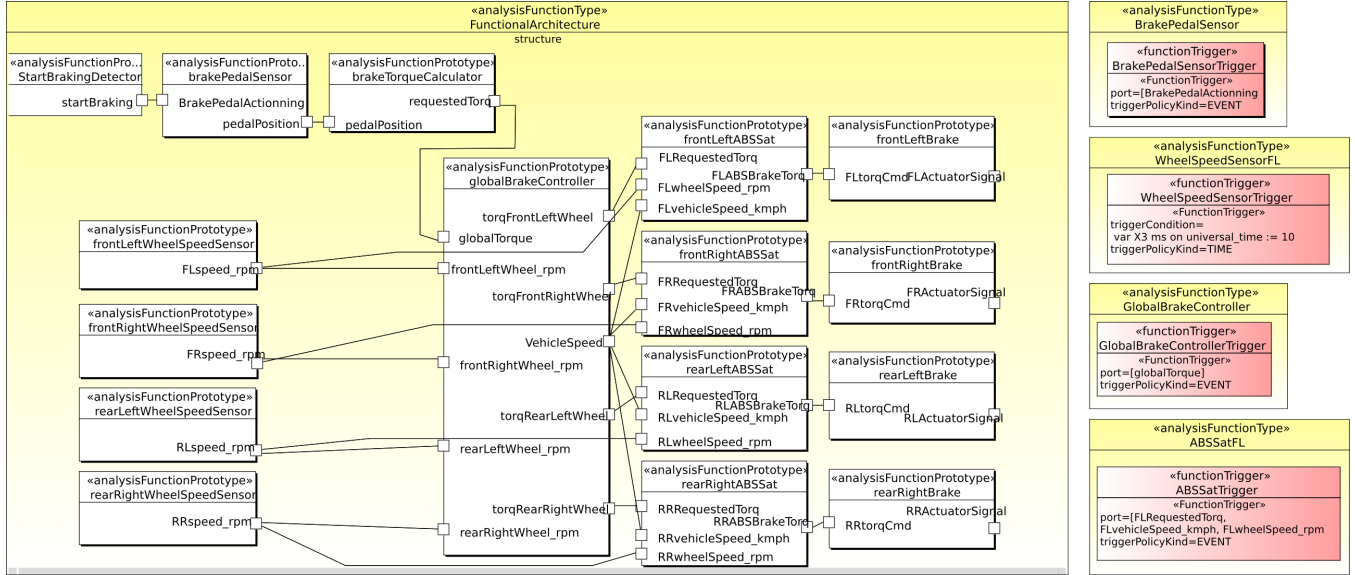 «analysisFunctionType»
FunctionalArchitecture
structure
«analysisFunctionPro...
StartBrakingDetector
startBraking
«analysisFunctionProto...
brakePedalSensor
BrakePedalActionning
pedalPosition
«analysisFunctionPrototype»
brakeTorqueCalculator
requestedTorq
pedalPosition
«analysisFunctionPrototype»
frontLeftWheelSpeedSensor
FLspeed_rpm
«analysisFunctionPrototype»
frontRightWheelSpeedSensor
FRspeed_rpm
«analysisFunctionPrototype»
rearLeftWheelSpeedSensor
RLspeed_rpm
«analysisFunctionPrototype»
rearRightWheelSpeedSensor
RRspeed_rpm
«analysisFunctionPrototype»
globalBrakeController
torqFrontLeftWheel
globalTorque
frontLeftWheel_rpm
torqFrontRightWheel
VehicleSpeed
frontRightWheel_rpm
torqRearLeftWheel
rearLeftWheel_rpm
torqRearRightWheel
rearRightWheel_rpm
«analysisFunctionPrototype»
frontLeftABSSat
FLRequestedTorq
FLABSBrakeTorq
FLwheelSpeed_rpm
FLvehicleSpeed_kmph
«analysisFunctionPrototype»
frontRightABSSat
FRRequestedTorq
FRABSBrakeTorq
FRvehicleSpeed_kmph
FRwheelSpeed_rpm
«analysisFunctionPrototype»
rearLeftABSSat
RLRequestedTorq
RLABSBrakeTorq
RLvehicleSpeed_kmph
RLwheelSpeed_rpm
«analysisFunctionPrototype»
rearRightABSSat
RRRequestedTorq
RRABSBrakeTorq
RRvehicleSpeed_kmph
RRwheelSpeed_rpm
«analysisFunctionPrototype»
frontLeftBrake
FLtorqCmd FLActuatorSignal
«analysisFunctionPrototype»
frontRightBrake
FRActuatorSignal
FRtorqCmd
«analysisFunctionPrototype»
rearLeftBrake
RLtorqCmd
RLActuatorSignal
«analysisFunctionPrototype»
rearRightBrake
RRActuatorSignal
RRtorqCmd
«analysisFunctionType»
BrakePedalSensor
«functionTrigger»
BrakePedalSensorTrigger
«FunctionTrigger»
port=[BrakePedalActionning
triggerPolicyKind=EVENT
«analysisFunctionType»
WheelSpeedSensorFL
«functionTrigger»
WheelSpeedSensorTrigger
«FunctionTrigger»
triggerCondition=
var X3 ms on universal_time := 10
triggerPolicyKind=TIME
«analysisFunctionType»
GlobalBrakeController
«functionTrigger»
GlobalBrakeControllerTrigger
«FunctionTrigger»
port=[globalTorque]
triggerPolicyKind=EVENT
«analysisFunctionType»
ABSSatFL
«functionTrigger»
ABSSatTrigger
«FunctionTrigger»
port=[FLRequestedTorq,
FLvehicleSpeed_kmph, FLwheelSpeed_rpm
triggerPolicyKind=EVENT